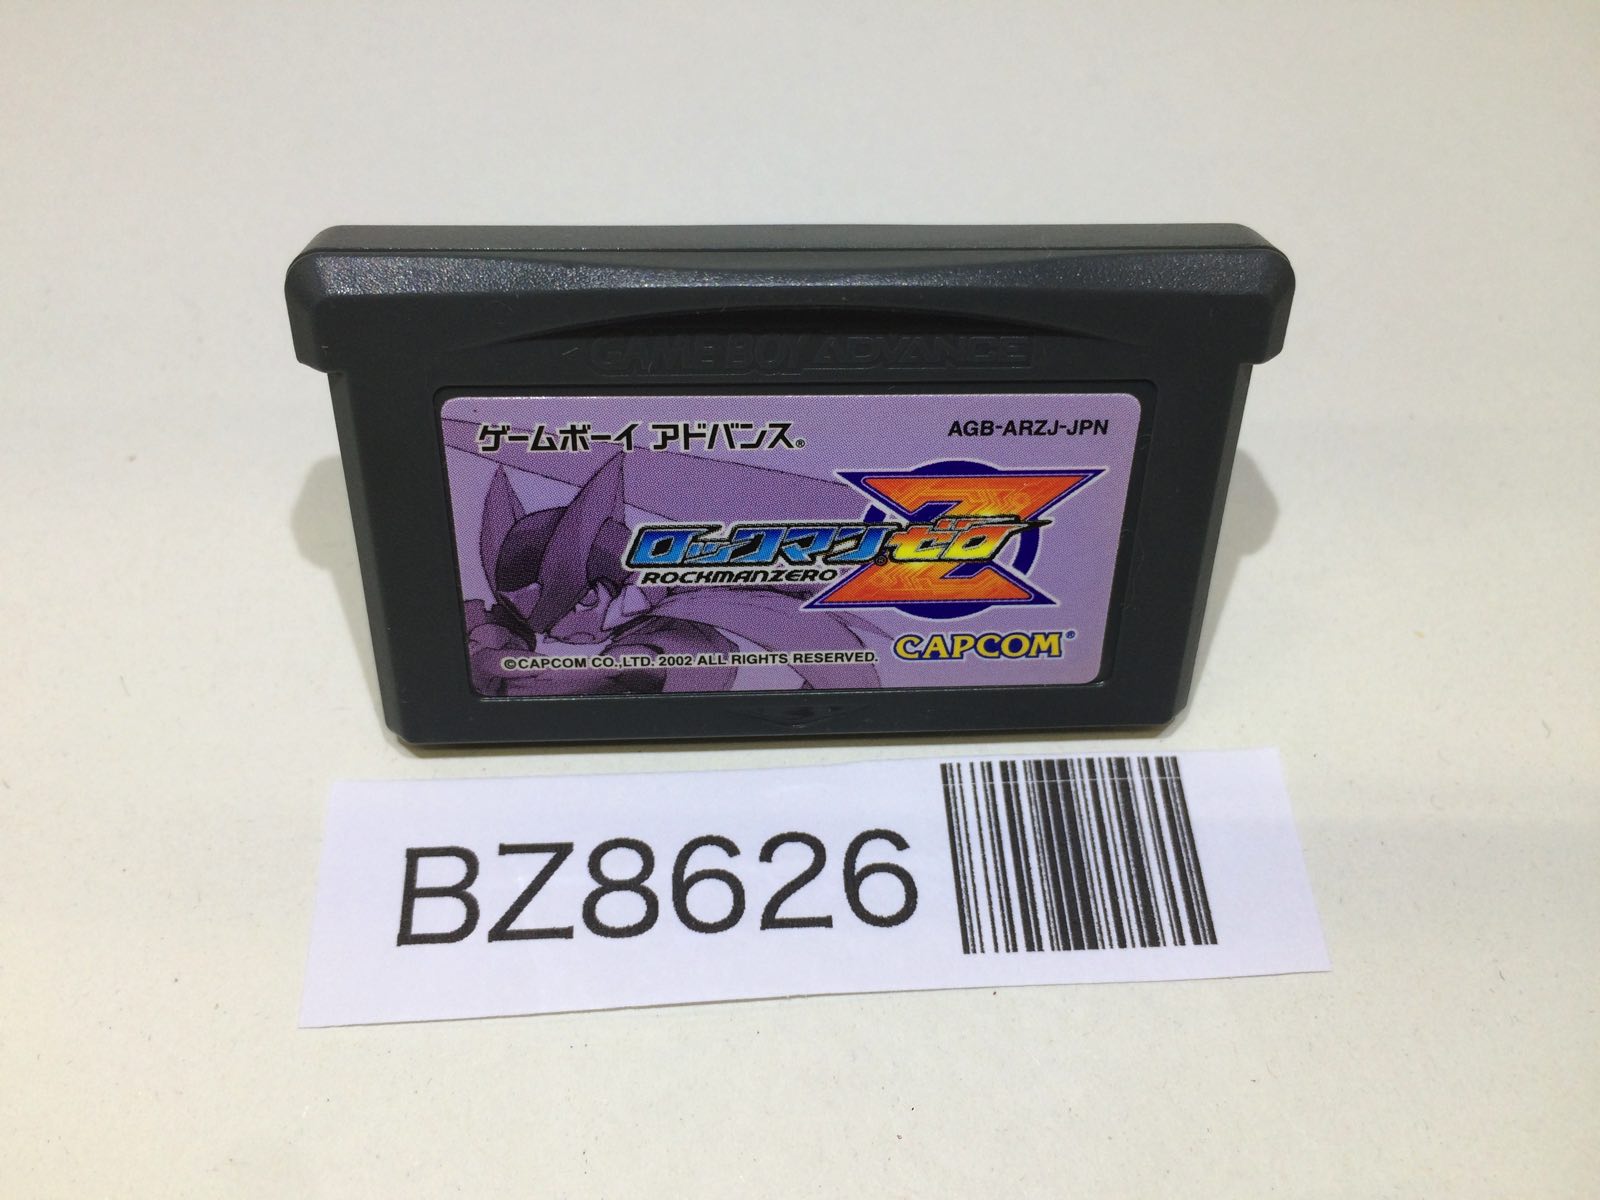 GAME BOY ADVANCE
ゲームボーイ アドバンス®
AGB-ARZJ-JPN
ロックマン®ゼロ
ROCKMANZERO
Z
CAPCOM®
©CAPCOM CO.,LTD. 2002 ALL RIGHTS RESERVED.
BZ8626